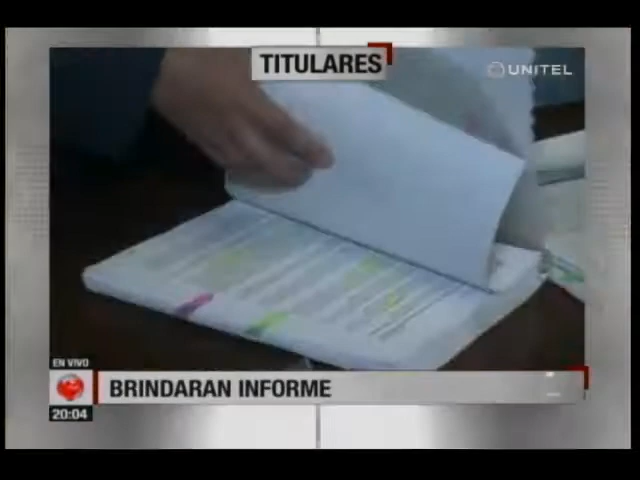 TITULARES
UNITEL
EN VIVO
BRINDARAN INFORME
20:04